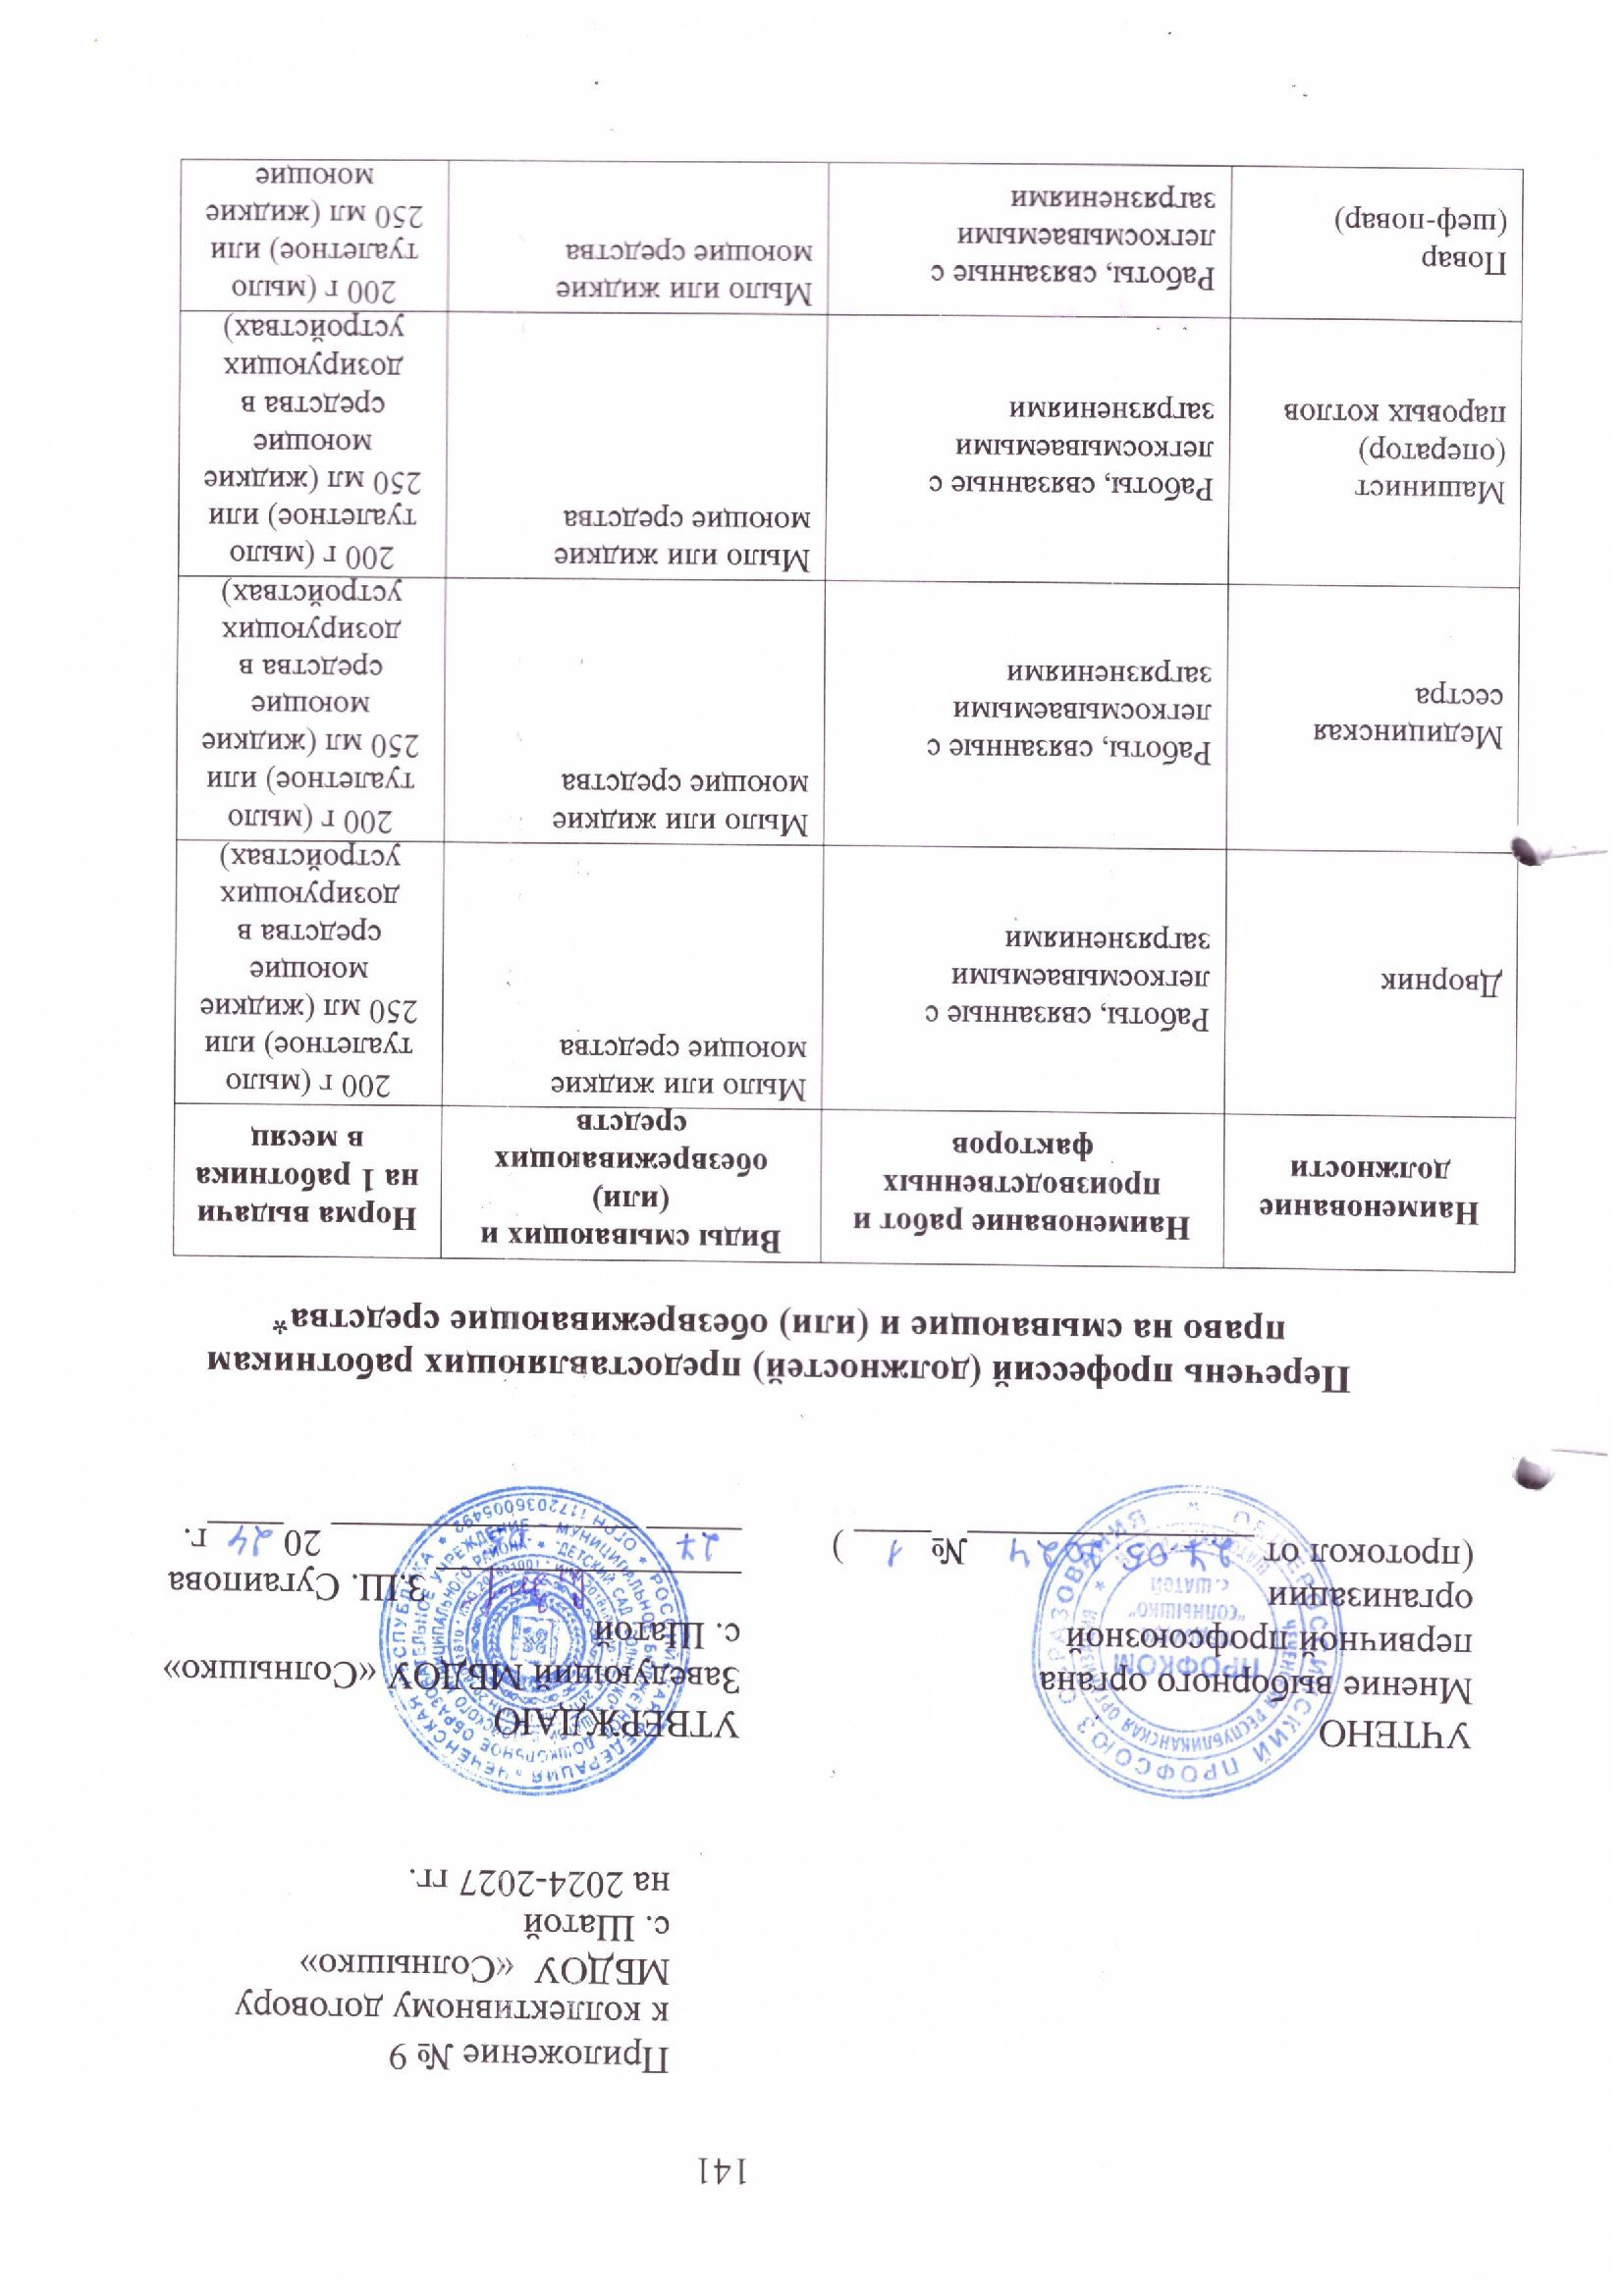 141
Приложение № 9
к коллективному договору
МБДОУ «Солнышко»
с. Шатой
на 2024-2027 гг.
УЧТЕНО
Мнение выборного органа
первичной профсоюзной
организации
(протокол от 27-05 2024 № 1 )
УТВЕРЖДАЮ
Заведующий МБДОУ «Солнышко»
с. Шатой
З.Ш. Сугаипова
27 2024 г.
Перечень профессий (должностей) предоставляющих работникам
право на смывающие и (или) обезвреживающие средства*
Наименование
должности
Наименование работ и
производственных
факторов
Виды смывающих и
(или)
обезвреживающих
средств
Норма выдачи
на 1 работника
в месяц
Дворник
Работы, связанные с
легкосмываемыми
загрязнениями
Мыло или жидкие
моющие средства
200 г (мыло
туалетное) или
250 мл (жидкие
моющие
средства в
дозирующих
устройствах)
Медицинская
сестра
Работы, связанные с
легкосмываемыми
загрязнениями
Мыло или жидкие
моющие средства
200 г (мыло
туалетное) или
250 мл (жидкие
моющие
средства в
дозирующих
устройствах)
Машинист
(оператор)
паровых котлов
Работы, связанные с
легкосмываемыми
загрязнениями
Мыло или жидкие
моющие средства
200 г (мыло
туалетное) или
250 мл (жидкие
моющие
средства в
дозирующих
устройствах)
Повар
(шеф-повар)
Работы, связанные с
легкосмываемыми
загрязнениями
Мыло или жидкие
моющие средства
200 г (мыло
туалетное) или
250 мл (жидкие
моющие